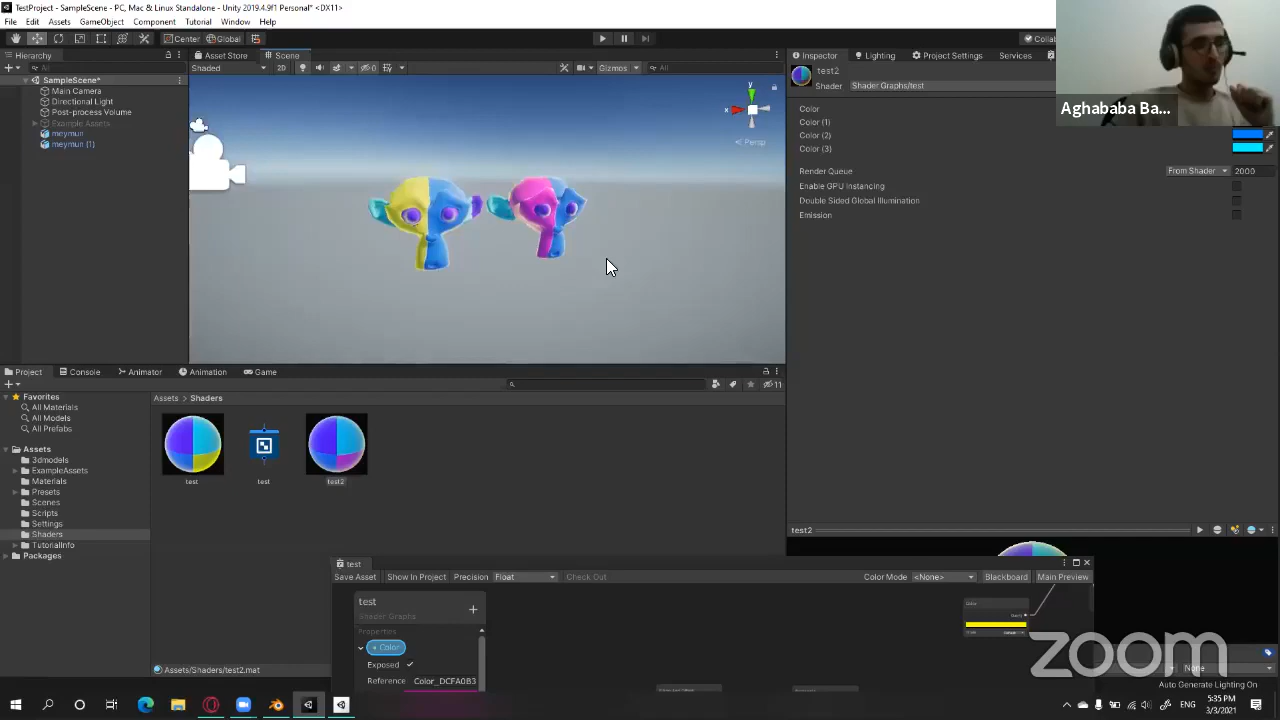 TestProject - SampleScene - PC, Mac & Linux Standalone - Unity 2019.4.9f1 Personal* <DX11>
File Edit Assets GameObject Component Tutorial Window Help
Center Global
Collab
Hierarchy
Asset Store Scene
Inspector Lighting Project Settings Services
All
Shaded 2D 0 Gizmos All
SampleScene*
Main Camera
Directional Light
Post-process Volume
Example Assets
meymun
meymun (1)
y
x
< Persp
test2
Shader Shader Graphs/test
Color
Color (1)
Color (2)
Color (3)
Render Queue From Shader 2000
Enable GPU Instancing
Double Sided Global Illumination
Emission
Aghababa Ba...
Project Console Animator Animation Game
11
Favorites
All Materials
All Models
All Prefabs
Assets
3dmodels
ExampleAssets
Materials
Presets
Scenes
Scripts
Settings
Shaders
TutorialInfo
Packages
Assets > Shaders
test test test2
Assets/Shaders/test2.mat
test2
test
Save Asset Show In Project Precision Float Check Out Color Mode <None> Blackboard Main Preview
test
Shader Graphs
Properties
Color
Exposed
Reference Color_DCFA0B3
Color
None
Auto Generate Lighting On
zoom
ENG
5:35 PM
3/3/2021